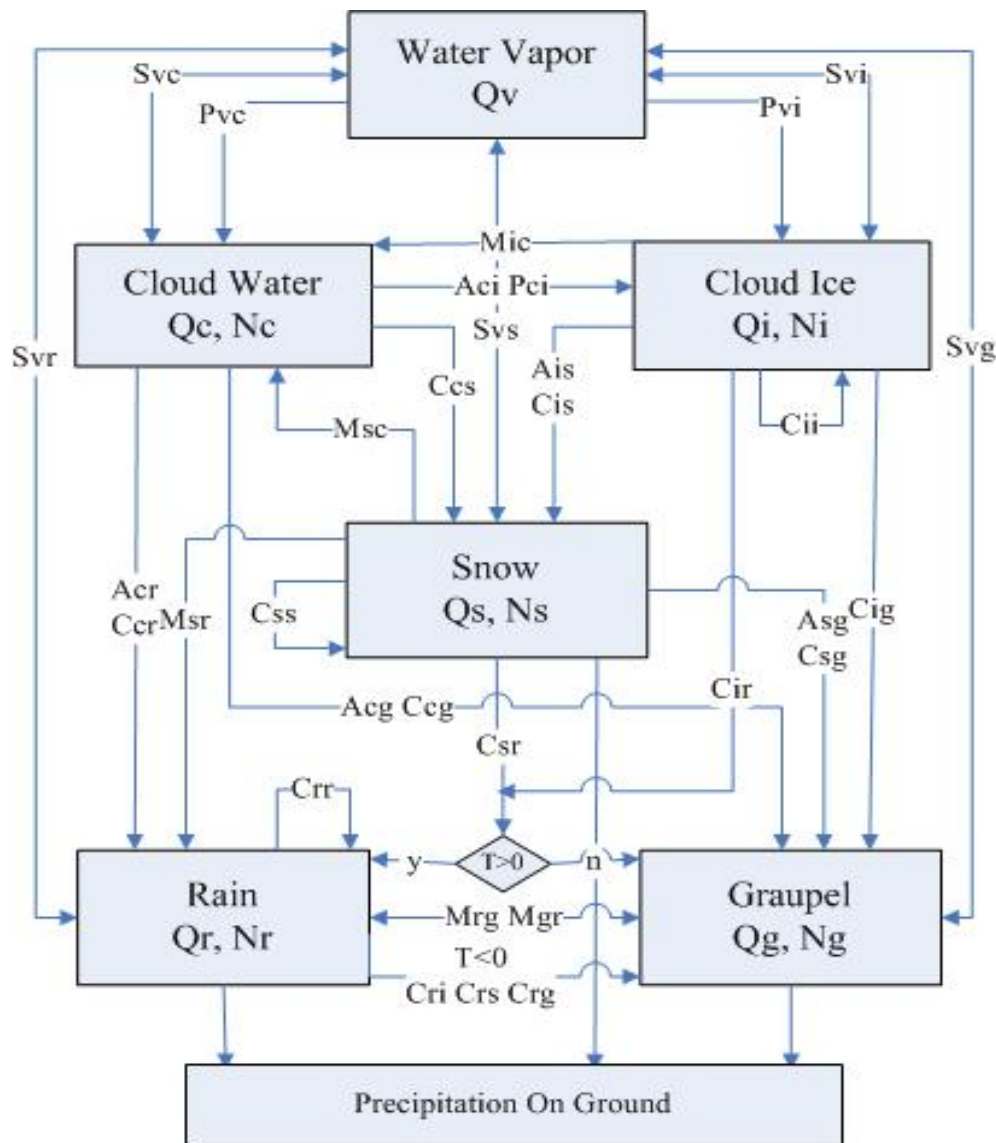 Water Vapor
Qv
Svc
Svi
Pvc
Pvi
Mic
Cloud Water
Qc, Nc
Aci Pci
Cloud Ice
Qi, Ni
Svr
Svs
Svg
Ccs
Ais
Cis
Msc
Cii
Snow
Qs, Ns
Acr
Ccr
Msr
Css
Asg
Csg
Cig
Acg Ccg
Cir
Csr
Crr
y
T>0
n
Rain
Qr, Nr
Graupel
Qg, Ng
Mrg Mgr
T<0
Cri Crs Crg
Precipitation On Ground